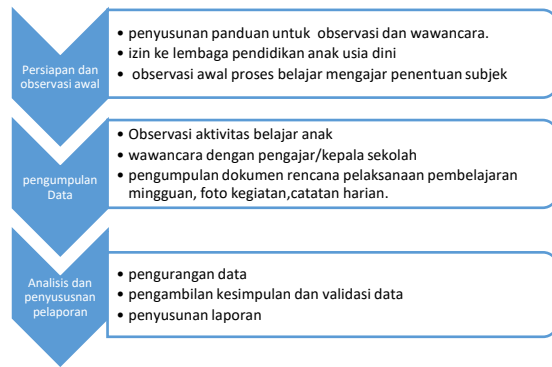 Persiapan dan
observasi awal
• penyusunan panduan untuk observasi dan wawancara.
• izin ke lembaga pendidikan anak usia dini
• observasi awal proses belajar mengajar penentuan subjek
pengumpulan
Data
• Observasi aktivitas belajar anak
• wawancara dengan pengajar/kepala sekolah
• pengumpulan dokumen rencana pelaksanaan pembelajaran
mingguan, foto kegiatan,catatan harian.
Analisis dan
penyususnan
pelaporan
• pengurangan data
• pengambilan kesimpulan dan validasi data
• penyusunan laporan